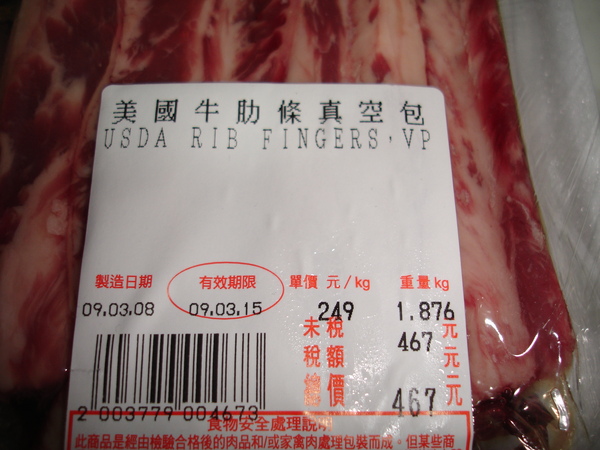 美國牛肋條真空包
USDA RIB FINGERS,VP
製造日期 有效期限 單價 元/kg 重量 kg
09.03.08 09.03.15 249 1.876
未稅 467 元
稅額 元
總價 467 元
2 003779 004673
食物安全處理說明
此商品是經由檢驗合格後的肉品和/或家禽肉處理包裝而成。但某些商